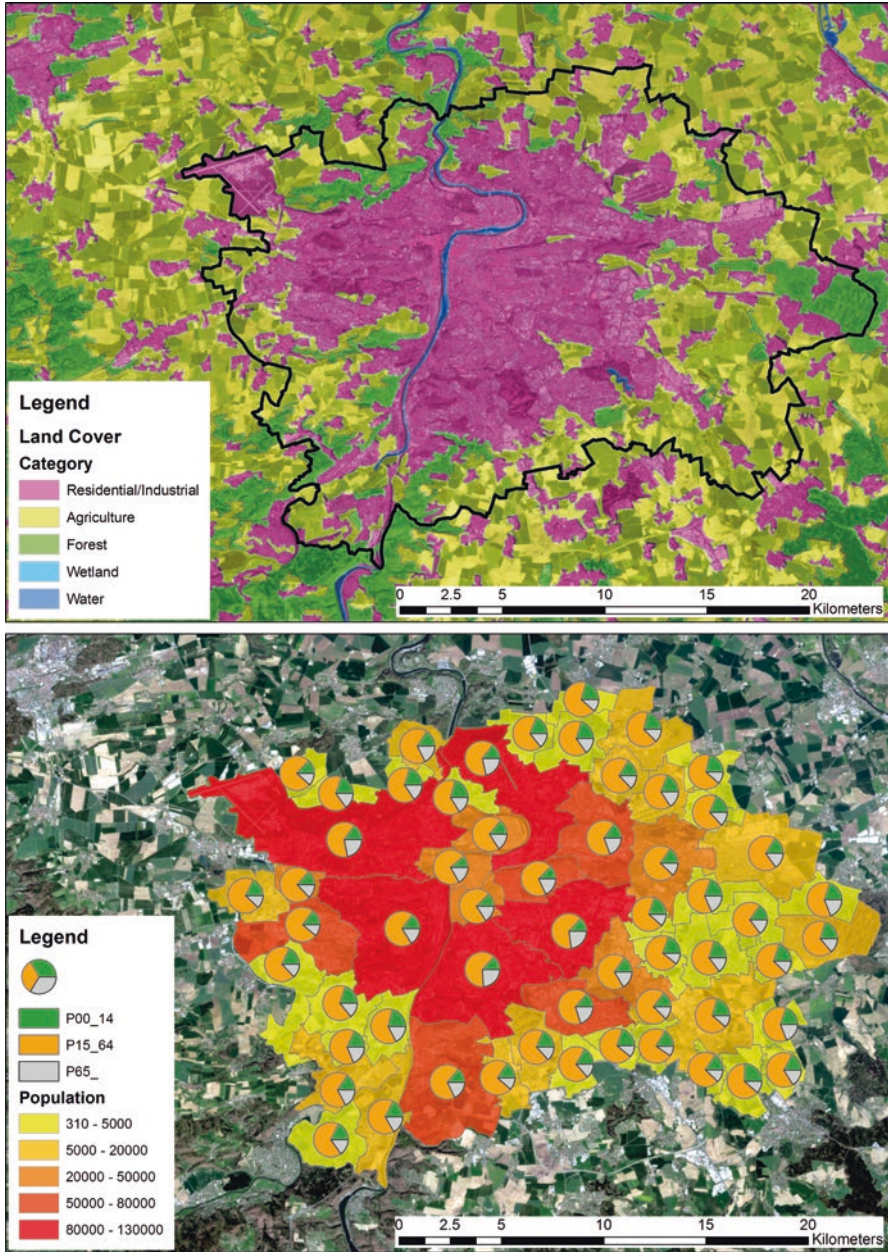 Legend
Land Cover
Category
Residential/Industrial
Agriculture
Forest
Wetland
Water
0 2.5 5 10 15 20
Kilometers
Legend
P00_14
P15_64
P65_
Population
310 - 5000
5000 - 20000
20000 - 50000
50000 - 80000
80000 - 130000
0 2.5 5 10 15 20
Kilometers